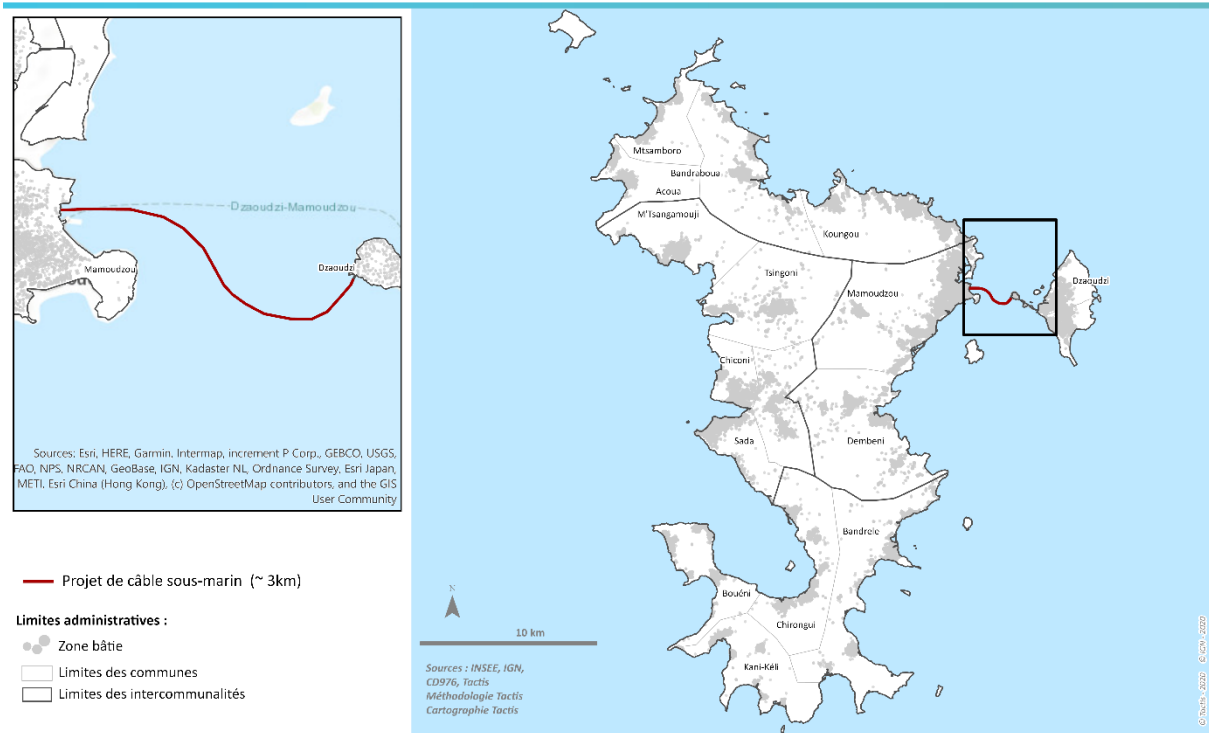 Dzaoudzi-Mamoudzou
Mamoudzou
Dzaoudzi
Sources: Esri, HERE, Garmin, Intermap, increment P Corp., GEBCO, USGS,
FAO, NPS, NRCAN, GeoBase, IGN, Kadaster NL, Ordnance Survey, Esri Japan,
METI, Esri China (Hong Kong), (c) OpenStreetMap contributors, and the GIS
User Community
Projet de câble sous-marin (~ 3km)
Limites administratives :
Zone bâtie
Limites des communes
Limites des intercommunalités
Mtsamboro
Bandraboua
Acoua
M'Tsangamouji
Koungou
Tsingoni
Mamoudzou
Dzaoudzi
Chiconi
Sada
Dembeni
Bandrele
Bouéni
Chirongui
Kani-Kéli
N
10 km
Sources : INSEE, IGN,
CD976, Tactis
Méthodologie Tactis
Cartographie Tactis
© Tactis - 2020 © IGN - 2020